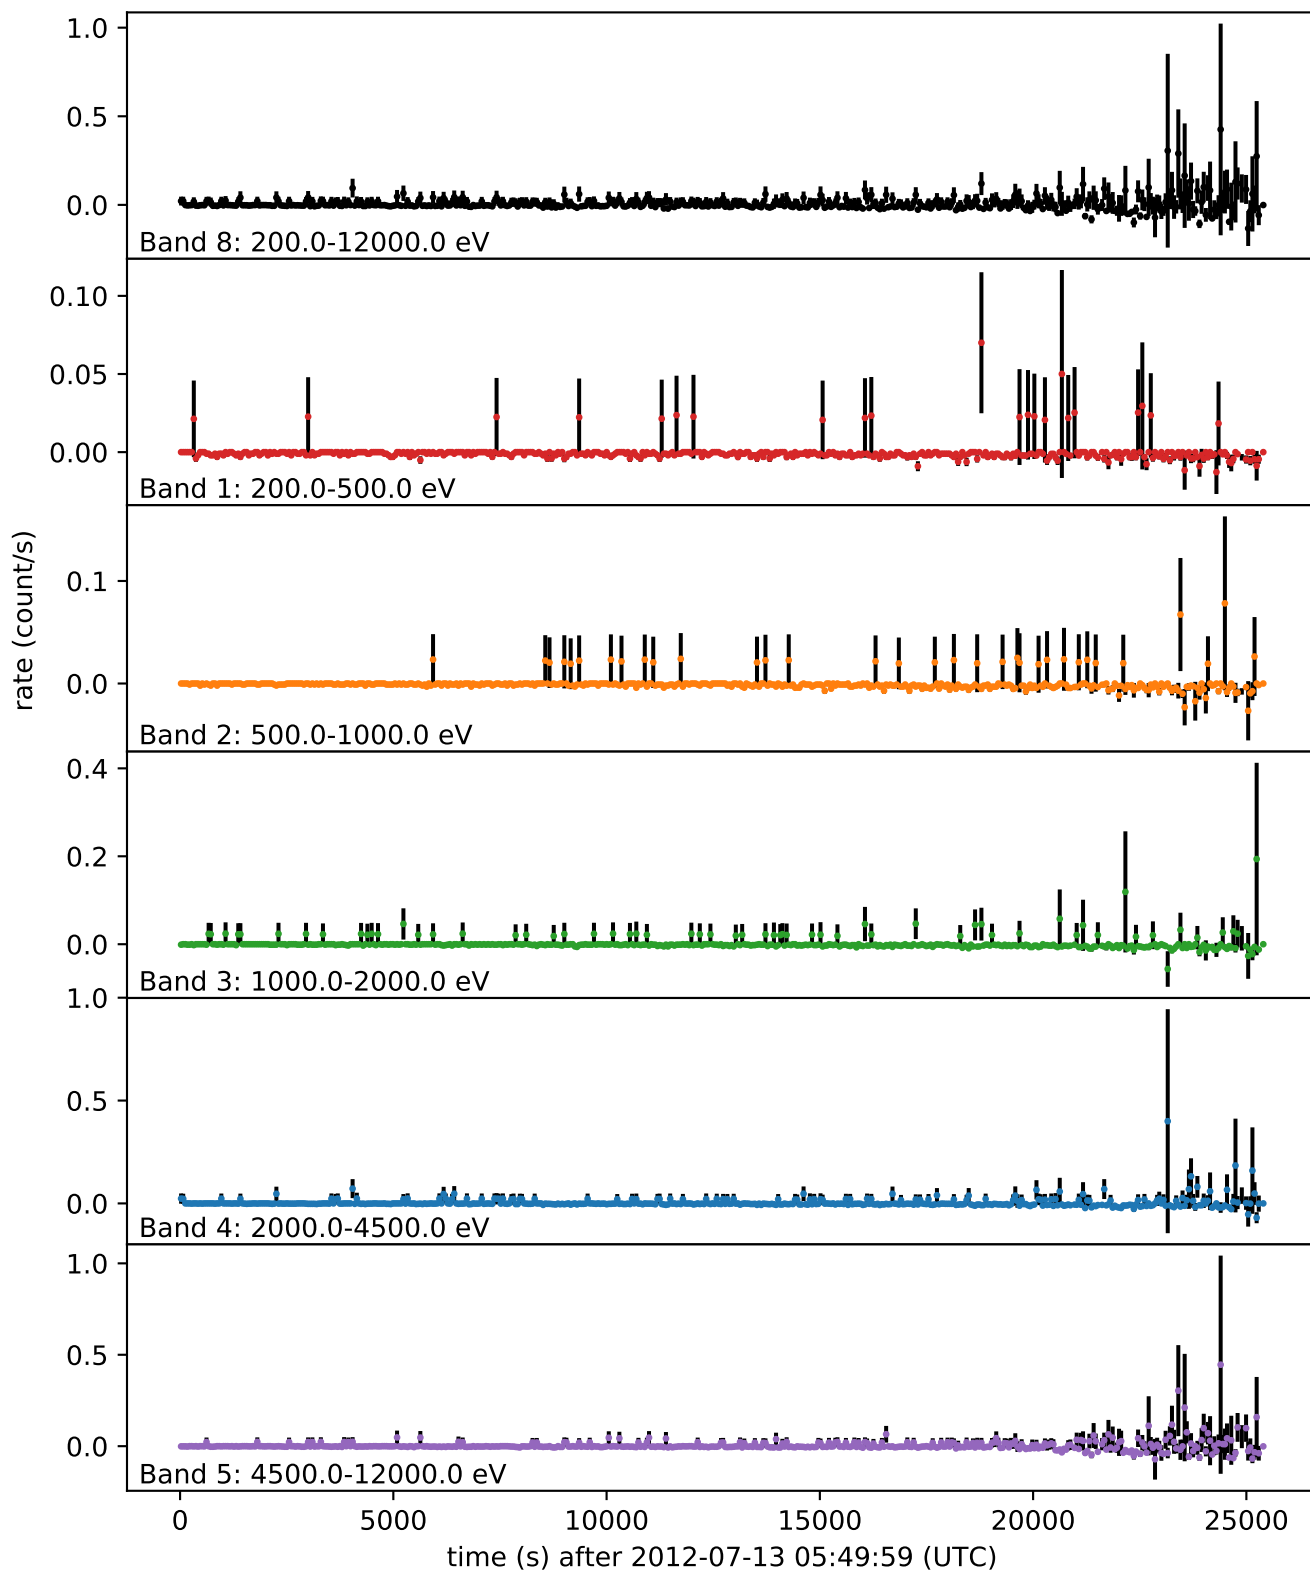 1.0
0.5
0.0
Band 8: 200.0-12000.0 eV
0.10
0.05
0.00
Band 1: 200.0-500.0 eV
rate (count/s)
0.1
0.0
Band 2: 500.0-1000.0 eV
0.4
0.2
0.0
Band 3: 1000.0-2000.0 eV
1.0
0.5
0.0
Band 4: 2000.0-4500.0 eV
1.0
0.5
0.0
Band 5: 4500.0-12000.0 eV
0 5000 10000 15000 20000 25000
time (s) after 2012-07-13 05:49:59 (UTC)